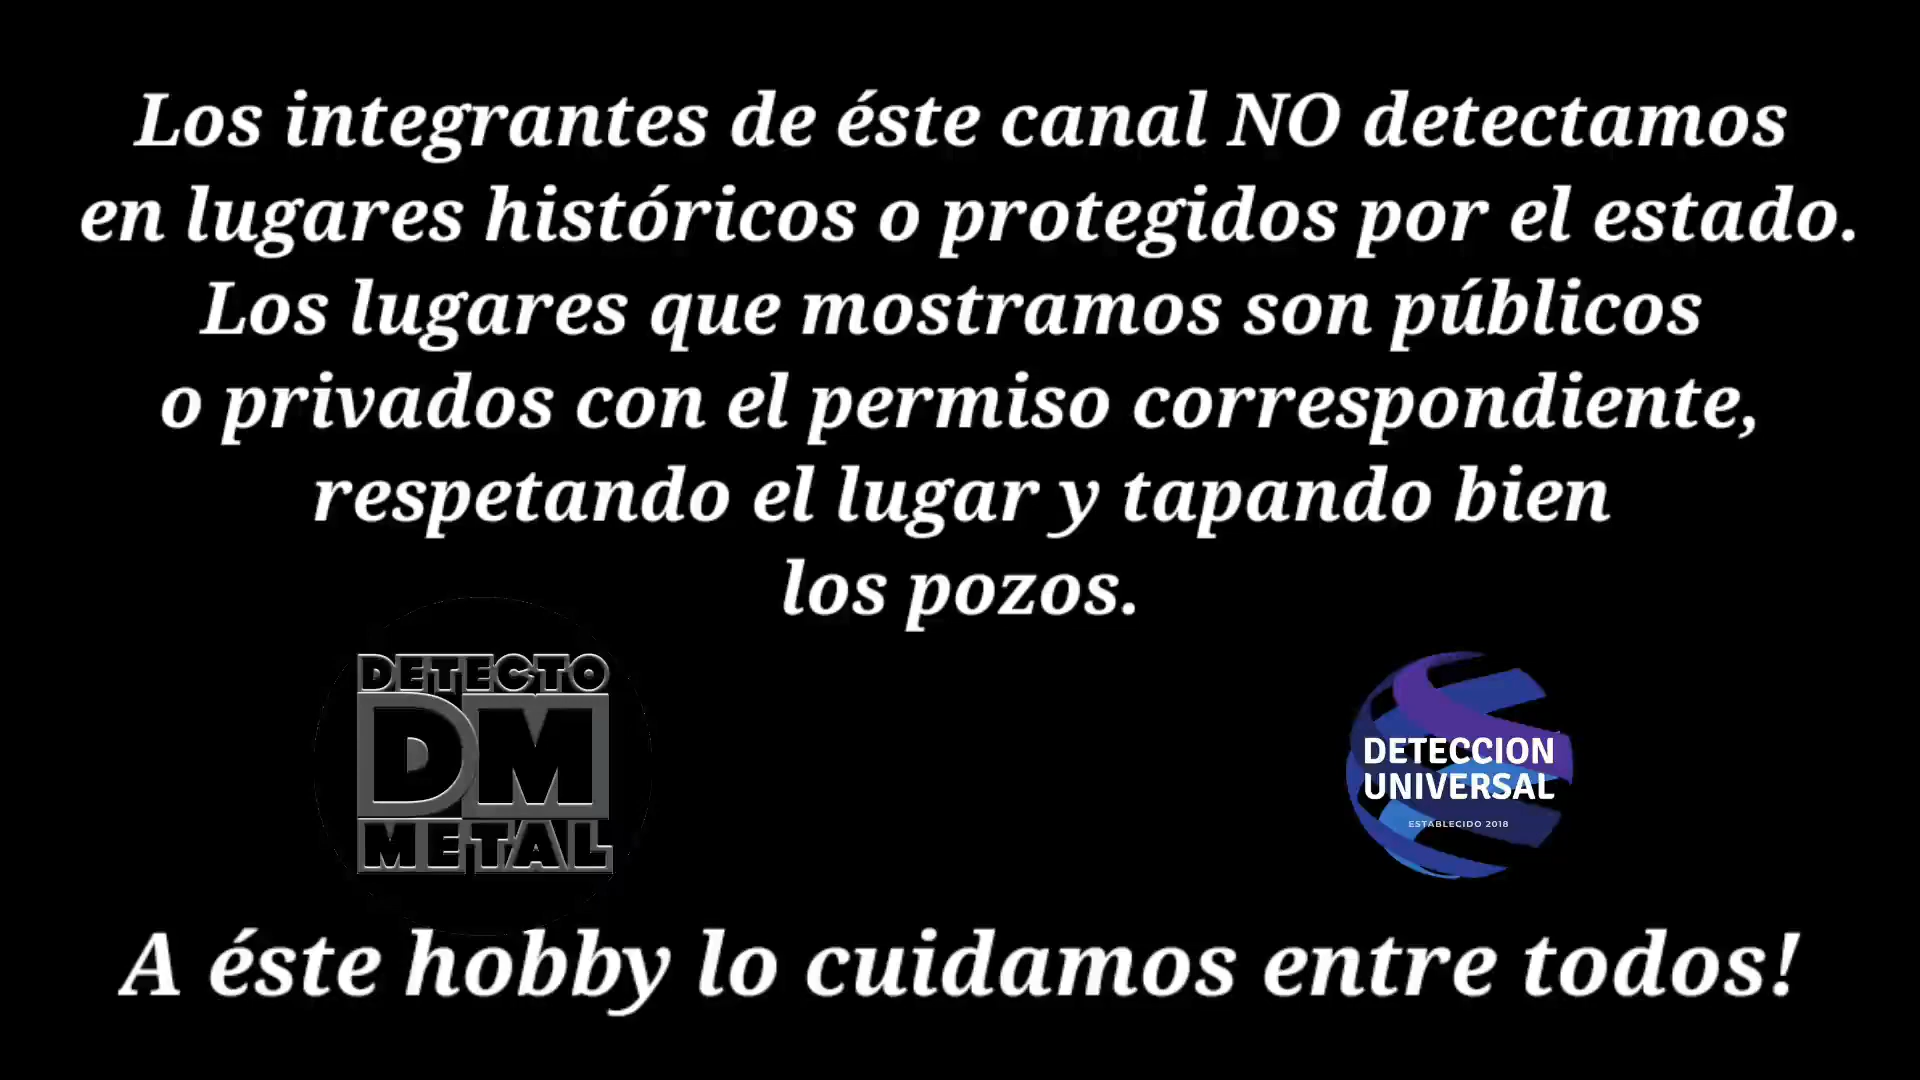 Los integrantes de éste canal NO detectamos
en lugares históricos o protegidos por el estado.
Los lugares que mostramos son públicos
o privados con el permiso correspondiente,
respetando el lugar y tapando bien
los pozos.
DETECTO
DM
METAL
DETECCION
UNIVERSAL
ESTABLECIDO 2018
A éste hobby lo cuidamos entre todos!